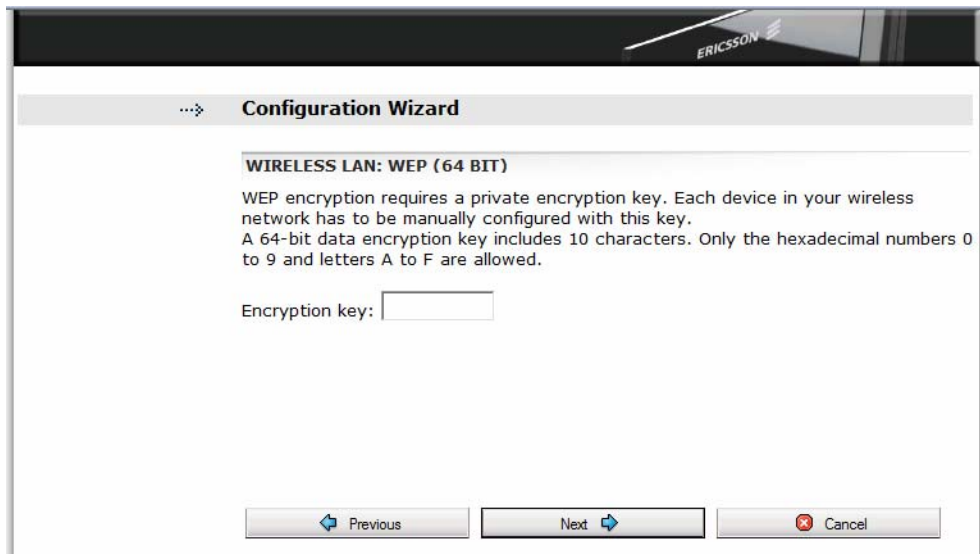 ERICSSON
Configuration Wizard
WIRELESS LAN: WEP (64 BIT)
WEP encryption requires a private encryption key. Each device in your wireless
network has to be manually configured with this key.
A 64-bit data encryption key includes 10 characters. Only the hexadecimal numbers 0
to 9 and letters A to F are allowed.
Encryption key:
Previous
Next
Cancel